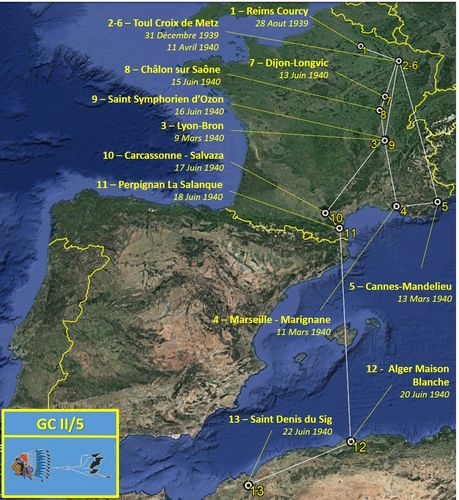 1 – Reims Courcy
28 Aout 1939
2-6 – Toul Croix de Metz
31 Décembre 1939
11 Avril 1940
1
2-6
7 – Dijon-Longvic
13 Juin 1940
8 – Châlon sur Saône
15 Juin 1940
7
8
9 – Saint Symphorien d'Ozon
16 Juin 1940
3 – Lyon-Bron
9 Mars 1940
3
9
10 – Carcassonne - Salvaza
17 Juin 1940
11 – Perpignan La Salanque
18 Juin 1940
10
4
5
11
5 – Cannes-Mandelieu
13 Mars 1940
4 – Marseille - Marignane
11 Mars 1940
12 - Alger Maison
Blanche
20 Juin 1940
13 – Saint Denis du Sig
22 Juin 1940
12
13
GC II/5